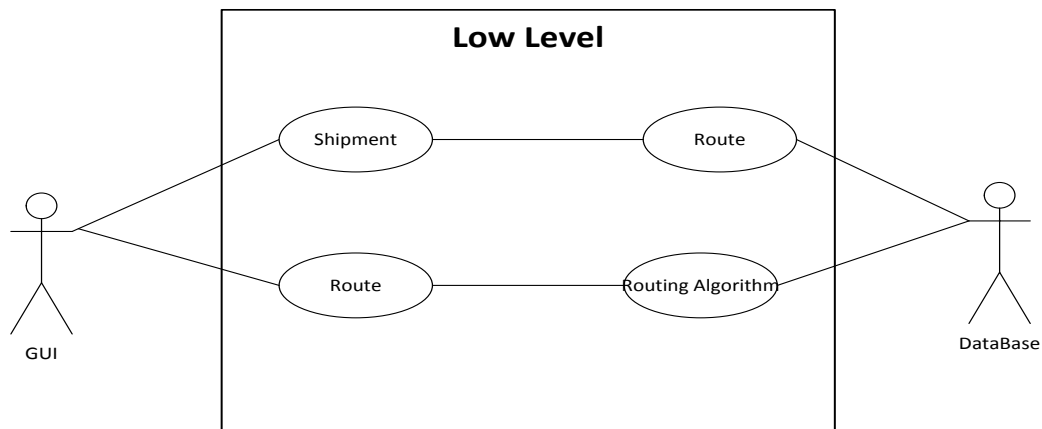 Low Level
Shipment
Route
Route
Routing Algorithm
GUI
DataBase